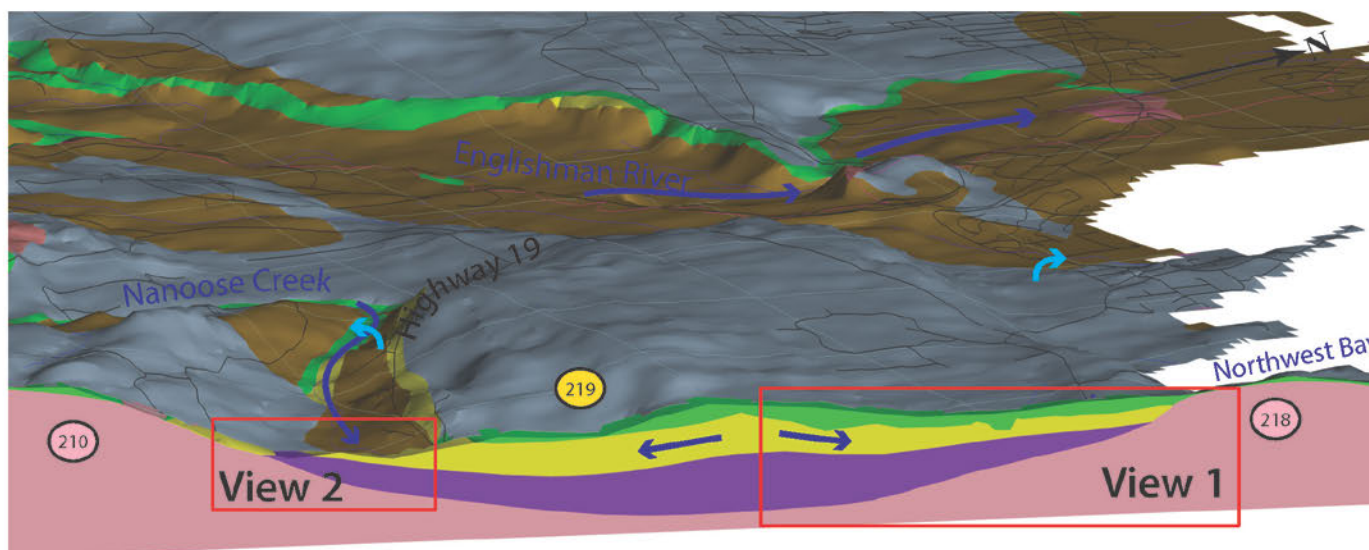 N
Englishman River
Highway 19
Nanoose Creek
Northwest Bay
219
210
218
View 2
View 1